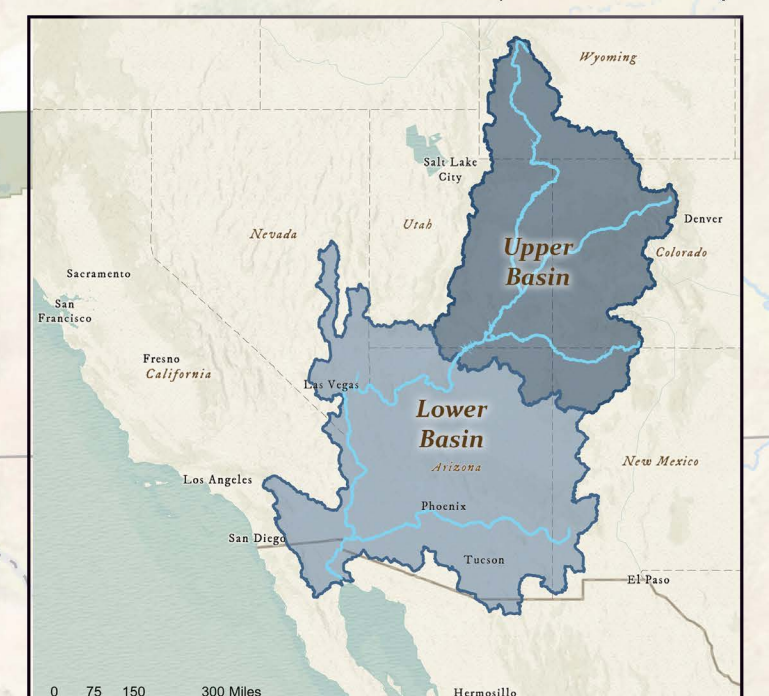 Wyoming
Salt Lake
City
Denver
Utah
Nevada
Upper
Basin
Colorado
Sacramento
San
Francisco
Fresno
California
Las Vegas
Lower
Basin
Arizona
New Mexico
Los Angeles
Phoenix
San Diego
Tucson
El Paso
0 75 150 300 Miles
Hermosillo